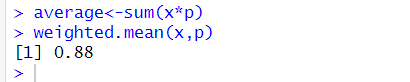 > average<-sum(x*p)
> weighted.mean(x,p)
[1] 0.88
>